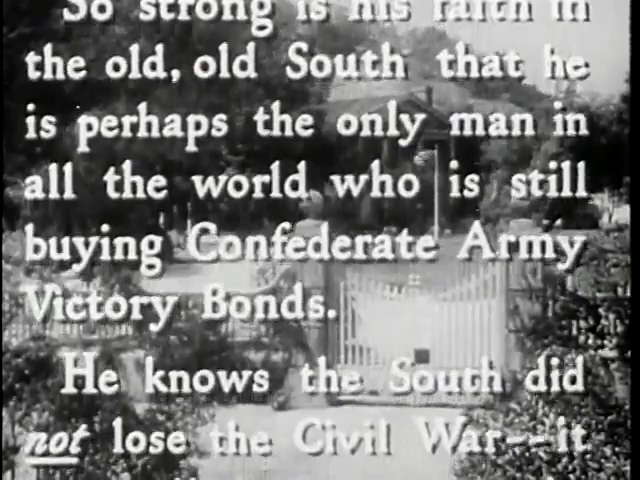 So strong is his faith in
the old, old South that he
is perhaps the only man in
all the world who is still
buying Confederate Army
Victory Bonds.
He knows the South did
not lose the Civil War--it